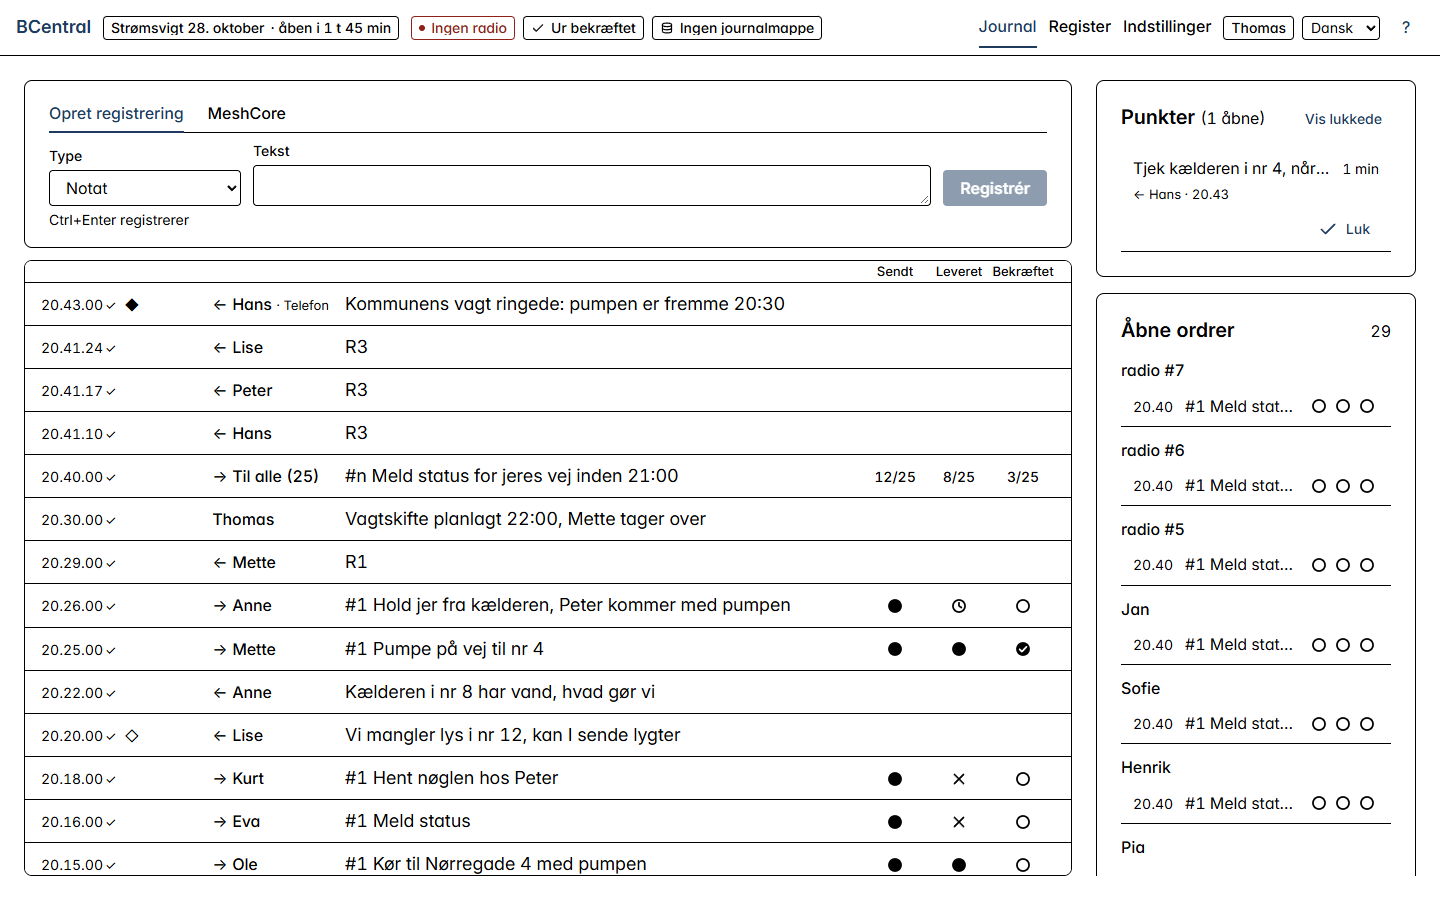 BCentral
Strømsvigt 28. oktober · åben i 1 t 45 min
Ingen radio
Ur bekræftet
Ingen journalmappe
Journal
Register
Indstillinger
Thomas
Dansk
?
Opret registrering
MeshCore
Type
Tekst
Notat
Registrér
Ctrl+Enter registrerer
Sendt Leveret Bekræftet
20.43.00 ← Hans · Telefon Kommunens vagt ringede: pumpen er fremme 20:30
20.41.24 ← Lise R3
20.41.17 ← Peter R3
20.41.10 ← Hans R3
20.40.00 → Til alle (25) #n Meld status for jeres vej inden 21:00 12/25 8/25 3/25
20.30.00 Thomas Vagtskifte planlagt 22:00, Mette tager over
20.29.00 ← Mette R1
20.26.00 → Anne #1 Hold jer fra kælderen, Peter kommer med pumpen
20.25.00 → Mette #1 Pumpe på vej til nr 4
20.22.00 ← Anne Kælderen i nr 8 har vand, hvad gør vi
20.20.00 ← Lise Vi mangler lys i nr 12, kan I sende lygter
20.18.00 → Kurt #1 Hent nøglen hos Peter
20.16.00 → Eva #1 Meld status
20.15.00 → Ole #1 Kør til Nørregade 4 med pumpen
Punkter (1 åbne) Vis lukkede
Tjek kælderen i nr 4, når... 1 min
← Hans · 20.43
Luk
Åbne ordrer 29
radio #7
20.40 #1 Meld stat...
radio #6
20.40 #1 Meld stat...
radio #5
20.40 #1 Meld stat...
Jan
20.40 #1 Meld stat...
Sofie
20.40 #1 Meld stat...
Henrik
20.40 #1 Meld stat...
Pia